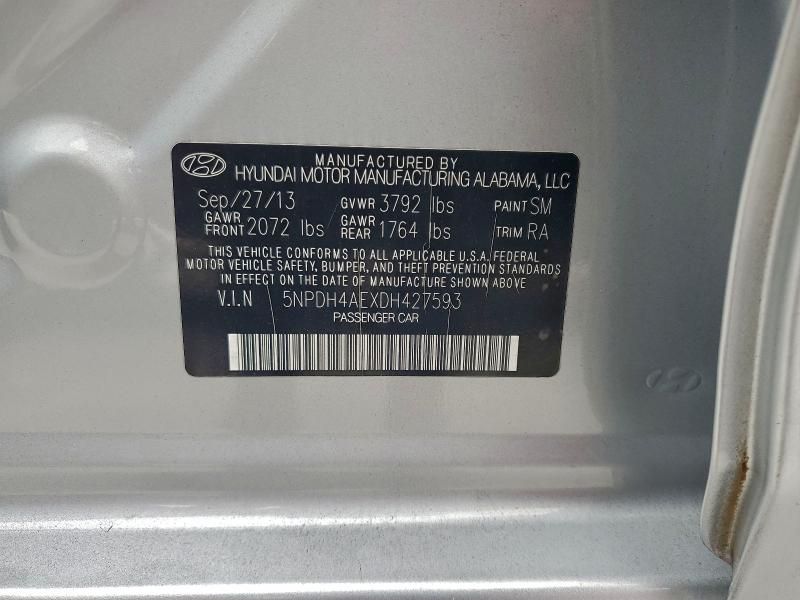 MANUFACTURED BY
HYUNDAI MOTOR MANUFACTURING ALABAMA, LLC
Sep/27/13 GVWR 3792 lbs PAINT SM
GAWR FRONT 2072 lbs GAWR REAR 1764 lbs TRIM RA
THIS VEHICLE CONFORMS TO ALL APPLICABLE U.S.A. FEDERAL
MOTOR VEHICLE SAFETY, BUMPER, AND THEFT PREVENTION STANDARDS
IN EFFECT ON THE DATE OF MANUFACTURE SHOWN ABOVE.
V.I.N 5NPDH4AEXDH427593
PASSENGER CAR